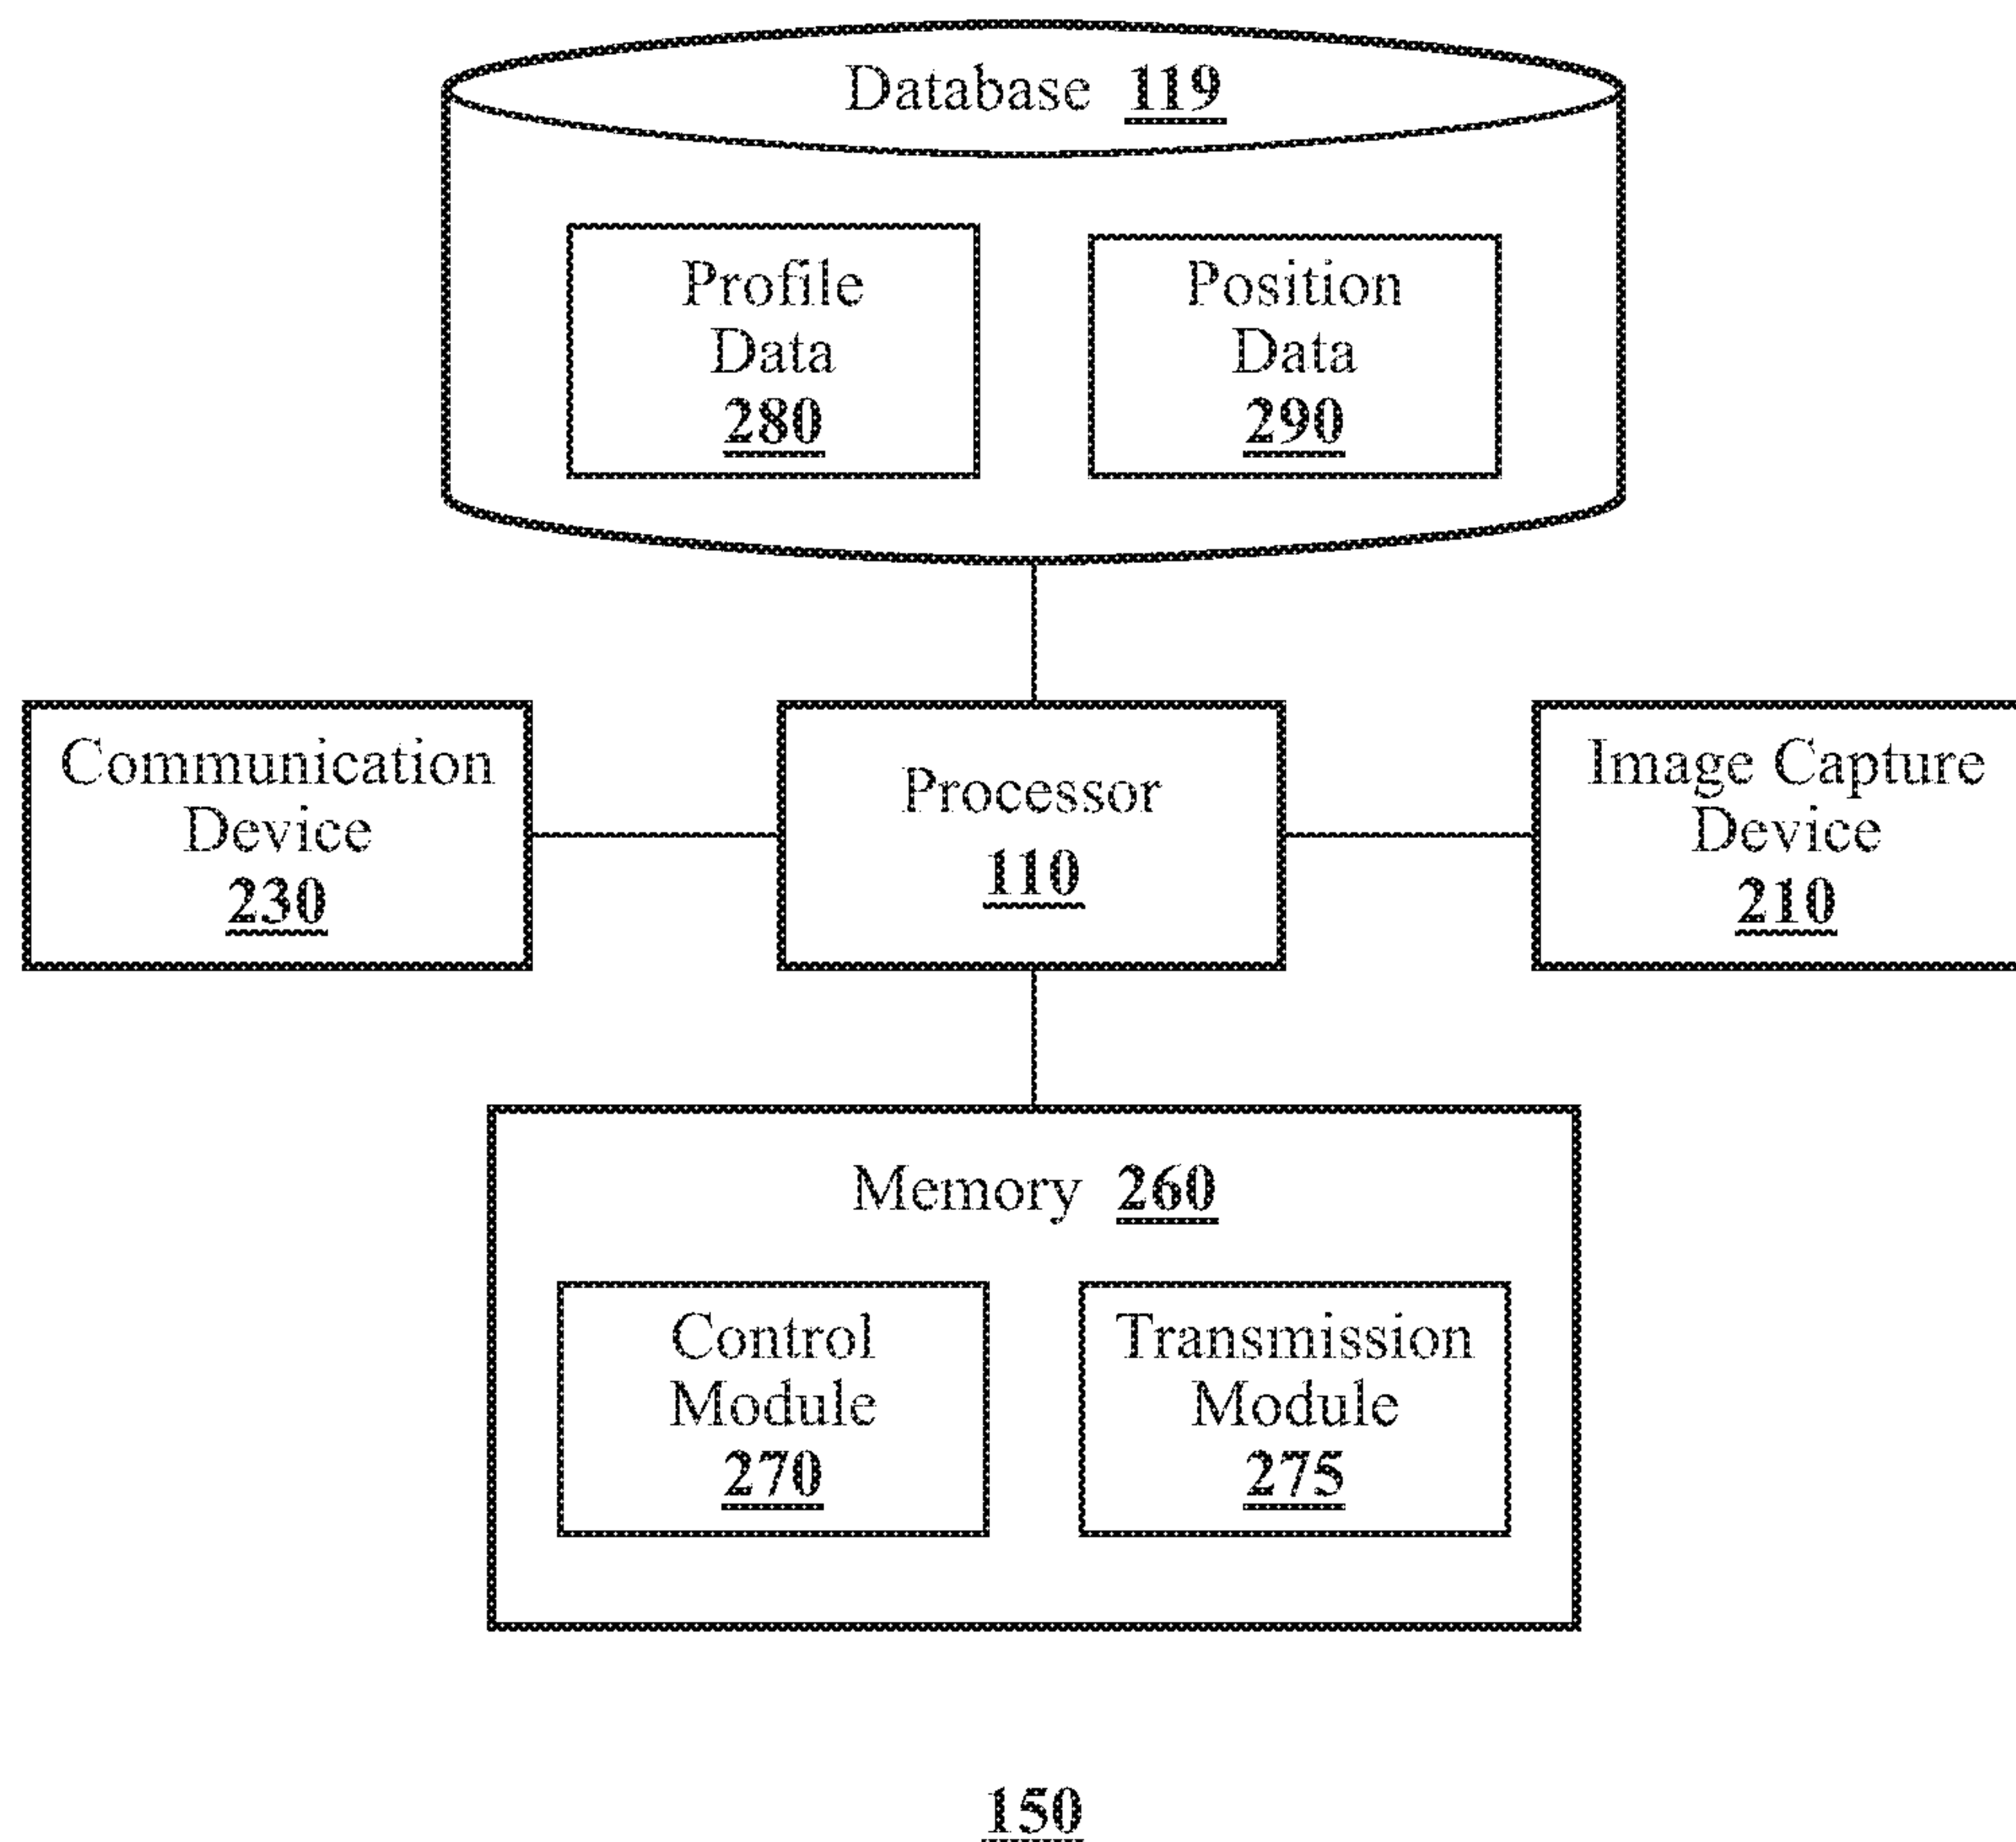 Database 119
Profile
Data
280
Position
Data
290
Communication
Device
230
Processor
110
Image Capture
Device
210
Memory 260
Control
Module
270
Transmission
Module
275
150